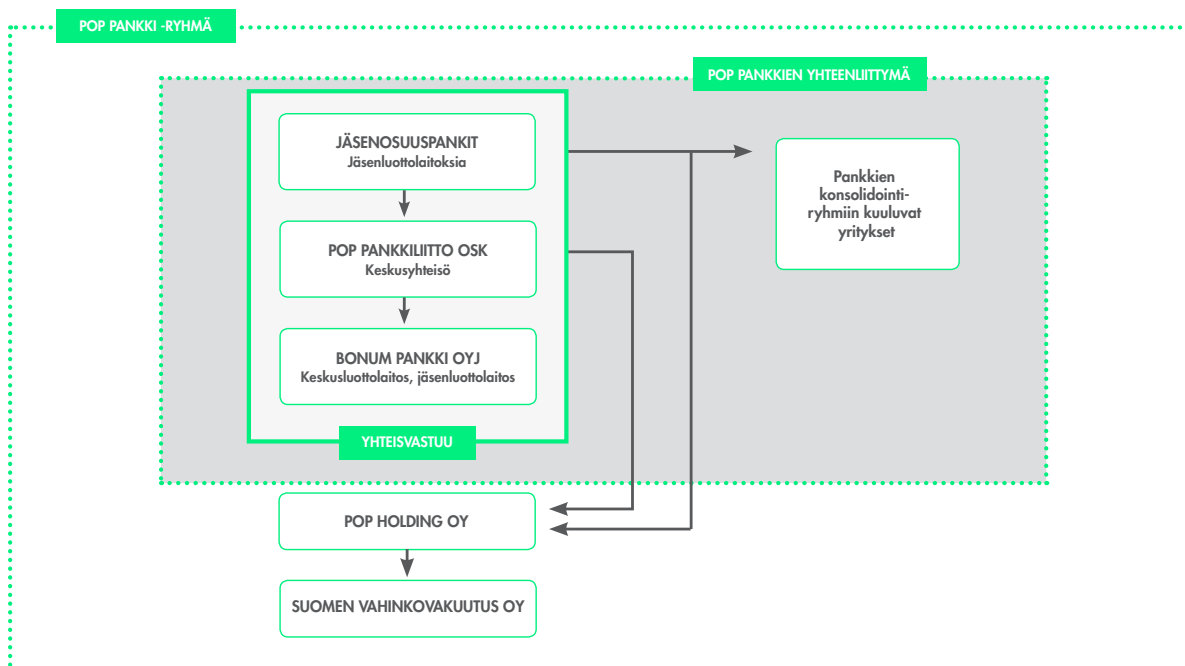 POP PANKKI -RYHMÄ
POP PANKKIEN YHTEENLIITTYMÄ
JÄSENOSUUSPANKIT
Jäsenluottolaitoksia
Pankkien
konsolidointi-
ryhmiin kuuluvat
yritykset
POP PANKKILIITTO OSK
Keskusyhteisö
BONUM PANKKI OYJ
Keskusluottolaitos, jäsenluottolaitos
YHTEISVASTUU
POP HOLDING OY
SUOMEN VAHINKOVAKUUTUS OY